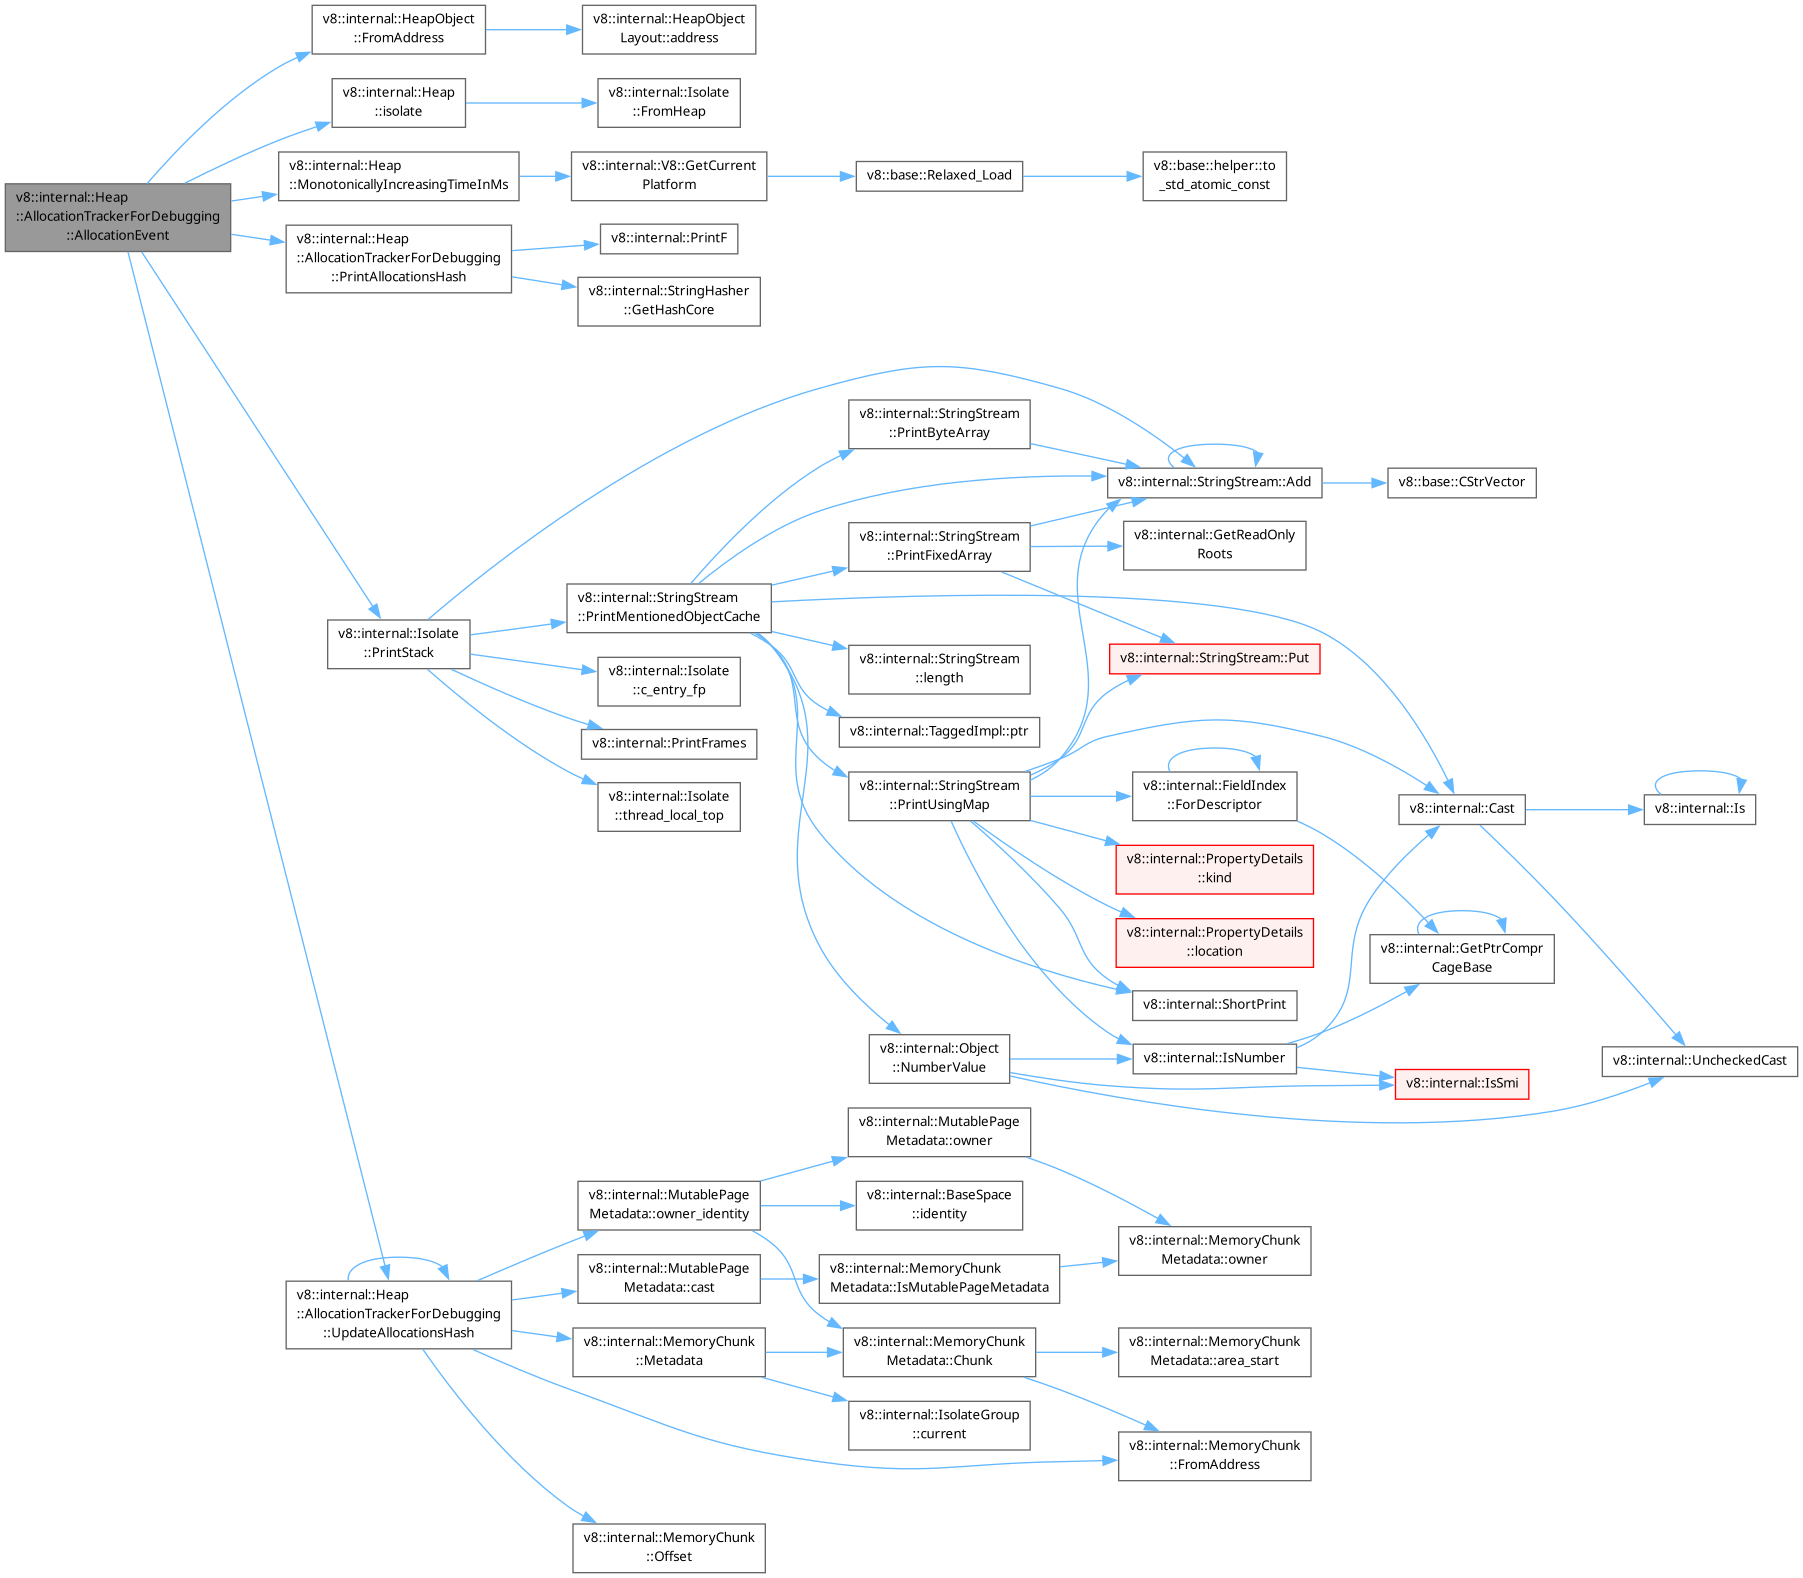 v8::internal::HeapObject
::FromAddress
v8::internal::HeapObject
Layout::address
v8::internal::Heap
::isolate
v8::internal::Isolate
::FromHeap
v8::internal::Heap
::MonotonicallyIncreasingTimeInMs
v8::internal::V8::GetCurrent
Platform
v8::base::Relaxed_Load
v8::base::helper::to
_std_atomic_const
v8::internal::Heap
::AllocationTrackerForDebugging
::AllocationEvent
v8::internal::Heap
::AllocationTrackerForDebugging
::PrintAllocationsHash
v8::internal::PrintF
v8::internal::StringHasher
::GetHashCore
v8::internal::StringStream
::PrintByteArray
v8::internal::StringStream::Add
v8::base::CStrVector
v8::internal::StringStream
::PrintFixedArray
v8::internal::GetReadOnly
Roots
v8::internal::StringStream
::PrintMentionedObjectCache
v8::internal::Isolate
::PrintStack
v8::internal::StringStream
::length
v8::internal::StringStream::Put
v8::internal::Isolate
::c_entry_fp
v8::internal::TaggedImpl::ptr
v8::internal::PrintFrames
v8::internal::Isolate
::thread_local_top
v8::internal::StringStream
::PrintUsingMap
v8::internal::FieldIndex
::ForDescriptor
v8::internal::Cast
v8::internal::Is
v8::internal::PropertyDetails
::kind
v8::internal::PropertyDetails
::location
v8::internal::GetPtrCompr
CageBase
v8::internal::ShortPrint
v8::internal::Object
::NumberValue
v8::internal::IsNumber
v8::internal::UncheckedCast
v8::internal::IsSmi
v8::internal::MutablePage
Metadata::owner
v8::internal::MutablePage
Metadata::owner_identity
v8::internal::BaseSpace
::identity
v8::internal::MemoryChunk
Metadata::owner
v8::internal::MutablePage
Metadata::cast
v8::internal::MemoryChunk
Metadata::IsMutablePageMetadata
v8::internal::Heap
::AllocationTrackerForDebugging
::UpdateAllocationsHash
v8::internal::MemoryChunk
::Metadata
v8::internal::MemoryChunk
Metadata::Chunk
v8::internal::MemoryChunk
Metadata::area_start
v8::internal::IsolateGroup
::current
v8::internal::MemoryChunk
::FromAddress
v8::internal::MemoryChunk
::Offset